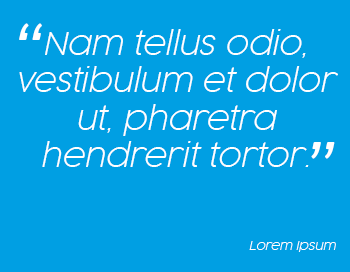 “Nam tellus odio,
vestibulum et dolor
ut, pharetra
hendrerit tortor.”
Lorem Ipsum